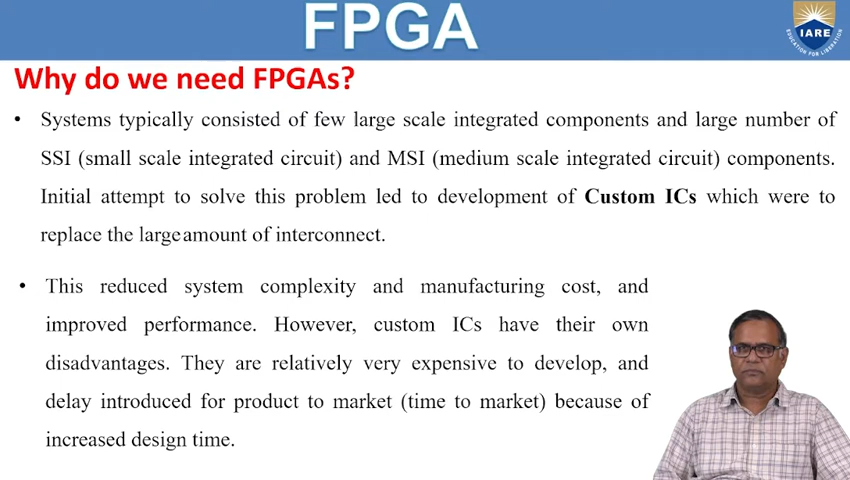 FPGA
IARE
EDUCATION FOR LIBERATION
Why do we need FPGAs?
• Systems typically consisted of few large scale integrated components and large number of
SSI (small scale integrated circuit) and MSI (medium scale integrated circuit) components.
Initial attempt to solve this problem led to development of Custom ICs which were to
replace the large amount of interconnect.
• This reduced system complexity and manufacturing cost, and
improved performance. However, custom ICs have their own
disadvantages. They are relatively very expensive to develop, and
delay introduced for product to market (time to market) because of
increased design time.